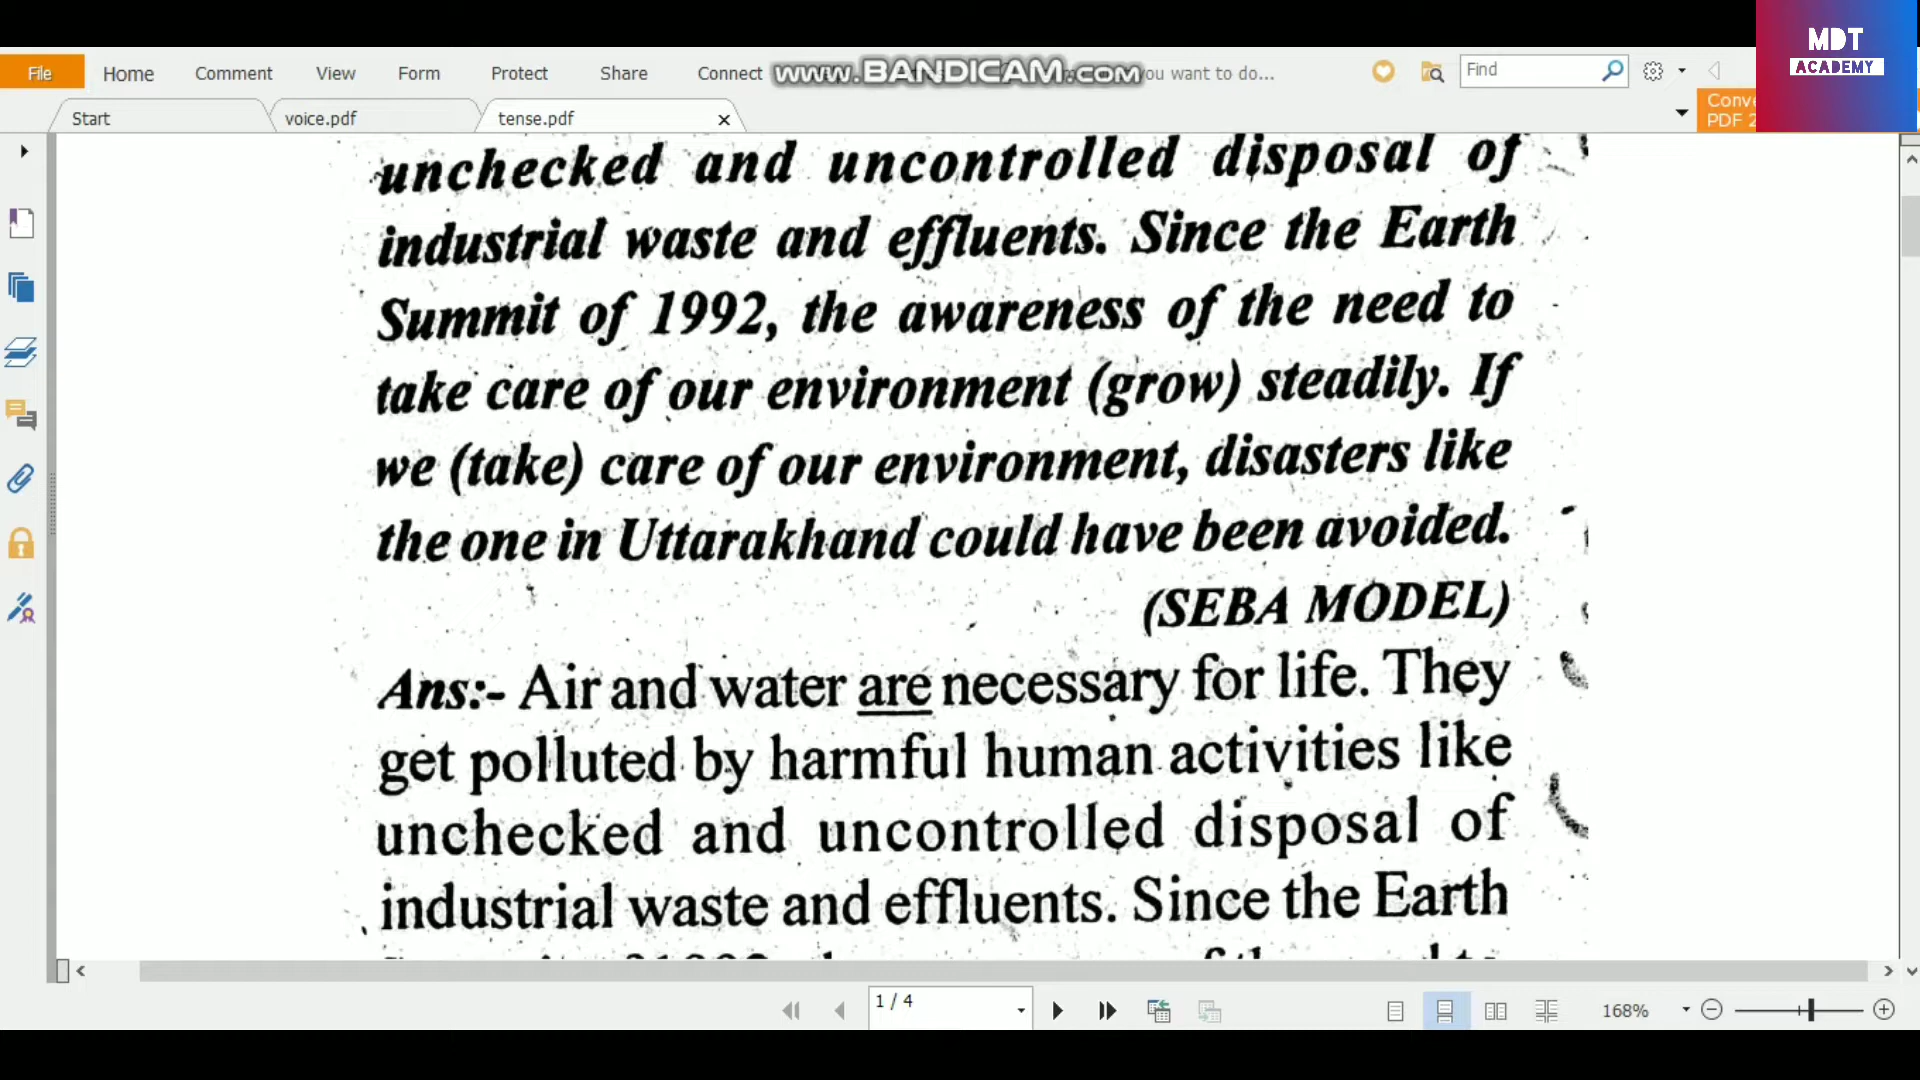 MDT
ACADEMY
File Home Comment View Form Protect Share Connect www.BANDICAM.com you want to do... Find
Start voice.pdf tense.pdf
PDF 2
unchecked and uncontrolled disposal of
industrial waste and effluents. Since the Earth
Summit of 1992, the awareness of the need to
take care of our environment (grow) steadily. If
we (take) care of our environment, disasters like
the one in Uttarakhand could have been avoided.
(SEBA MODEL)
Ans:- Air and water are necessary for life. They
get polluted by harmful human activities like
unchecked and uncontrolled disposal of
industrial waste and effluents. Since the Earth
1 / 4 168%